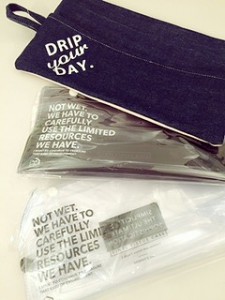 DRIP
your
DAY.
NOT WET.
WE HAVE TO
CAREFULLY
USE THE LIMITED
RESOURCES
WE HAVE.
NOT WET.
WE HAVE TO
CAREFULLY
USE THE LIMITED
RESOURCES
WE HAVE.